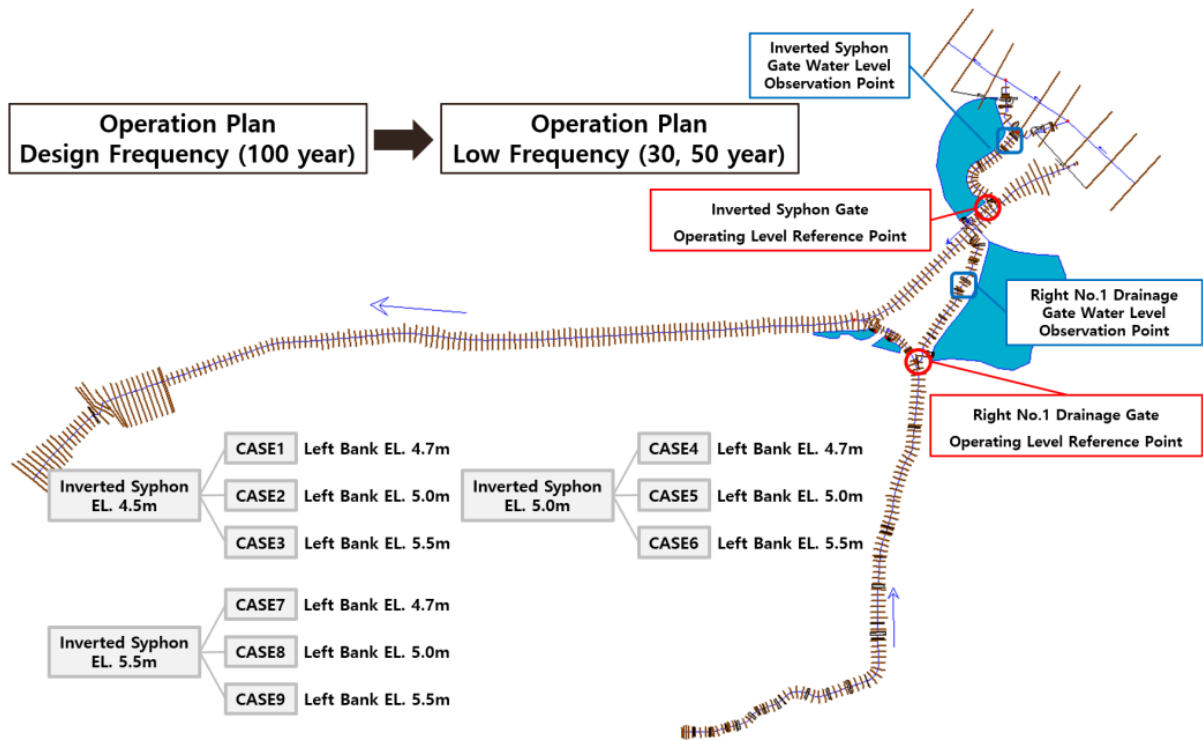 Inverted Syphon
Gate Water Level
Observation Point
Operation Plan
Design Frequency (100 year)
Operation Plan
Low Frequency (30, 50 year)
Inverted Syphon Gate
Operating Level Reference Point
Right No.1 Drainage
Gate Water Level
Observation Point
Right No.1 Drainage Gate
Operating Level Reference Point
Inverted Syphon
EL. 4.5m
CASE1 Left Bank EL. 4.7m
CASE2 Left Bank EL. 5.0m
CASE3 Left Bank EL. 5.5m
Inverted Syphon
EL. 5.0m
CASE4 Left Bank EL. 4.7m
CASE5 Left Bank EL. 5.0m
CASE6 Left Bank EL. 5.5m
Inverted Syphon
EL. 5.5m
CASE7 Left Bank EL. 4.7m
CASE8 Left Bank EL. 5.0m
CASE9 Left Bank EL. 5.5m